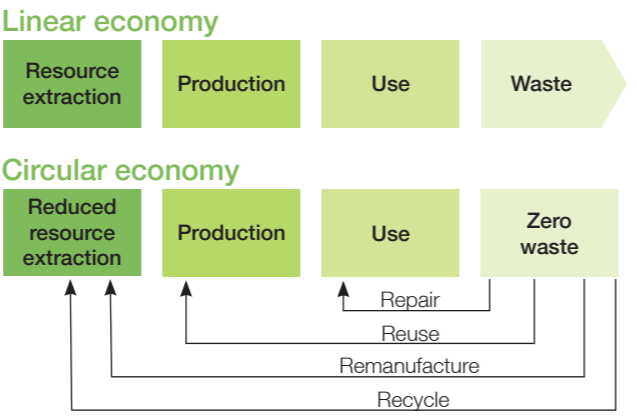 Linear economy
Resource
extraction
Production
Use
Waste
Circular economy
Reduced
resource
extraction
Production
Use
Zero
waste
Repair
Reuse
Remanufacture
Recycle